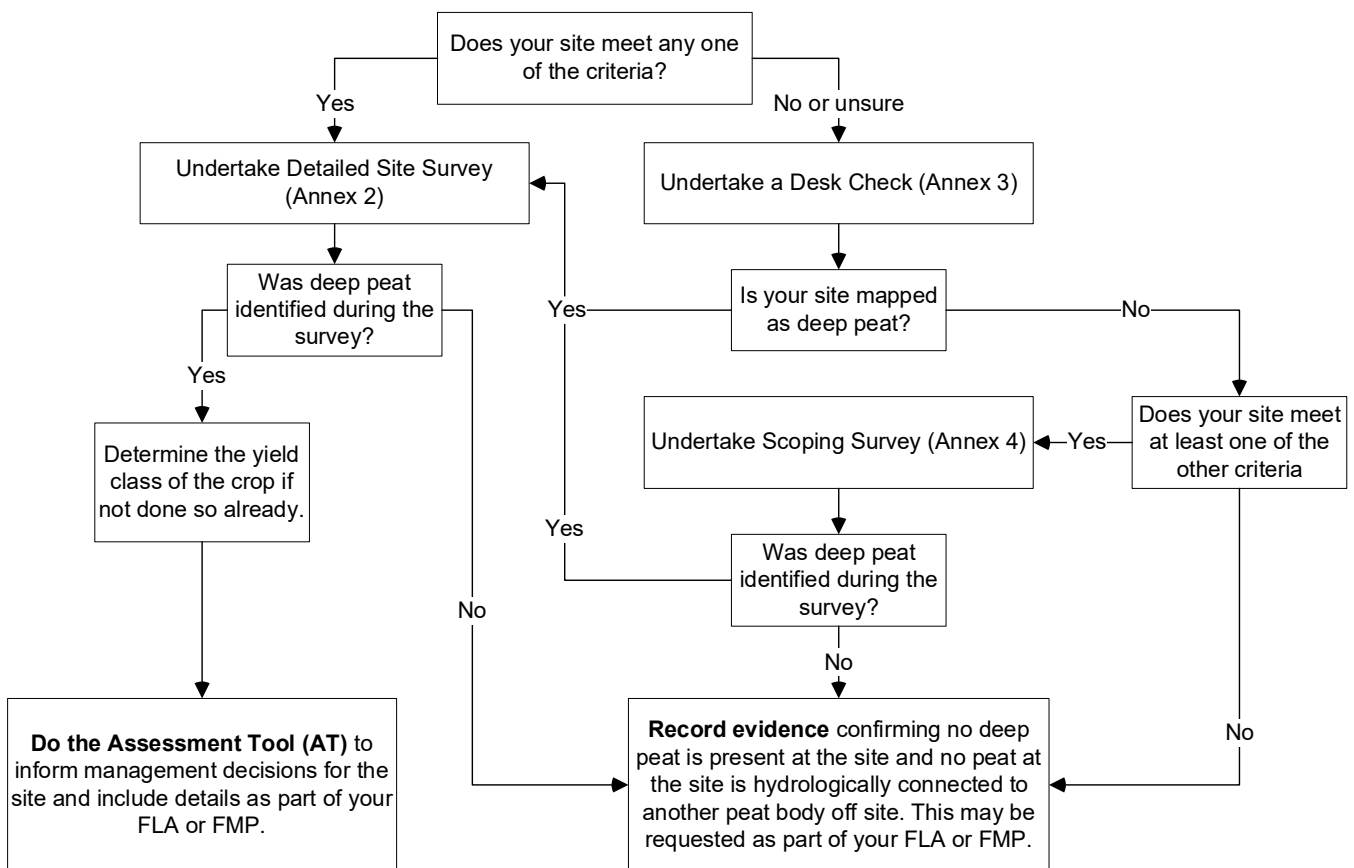 Does your site meet any one
of the criteria?
Yes
No or unsure
Undertake Detailed Site Survey
(Annex 2)
Undertake a Desk Check (Annex 3)
Was deep peat
identified during the
survey?
Is your site mapped
as deep peat?
Yes
No
Yes
Determine the yield
class of the crop if
not done so already.
Undertake Scoping Survey (Annex 4)
Yes
Does your site meet
at least one of the
other criteria
Yes
Was deep peat
identified during the
survey?
No
No
No
Do the Assessment Tool (AT) to
inform management decisions for the
site and include details as part of your
FLA or FMP.
Record evidence confirming no deep
peat is present at the site and no peat at
the site is hydrologically connected to
another peat body off site. This may be
requested as part of your FLA or FMP.